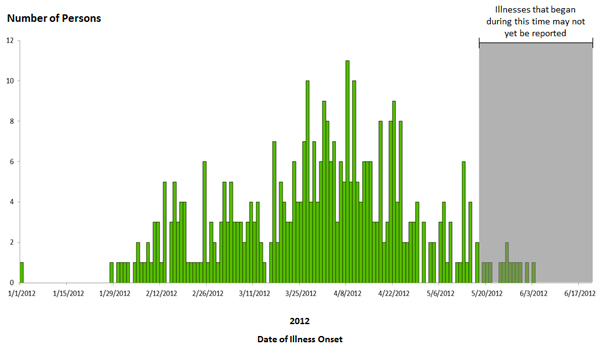 Illnesses that began
during this time may not
yet be reported
Number of Persons
12
10
8
6
4
2
0
1/1/2012 1/15/2012 1/29/2012 2/12/2012 2/26/2012 3/11/2012 3/25/2012 4/8/2012 4/22/2012 5/6/2012 5/20/2012 6/3/2012 6/17/2012
2012
Date of Illness Onset